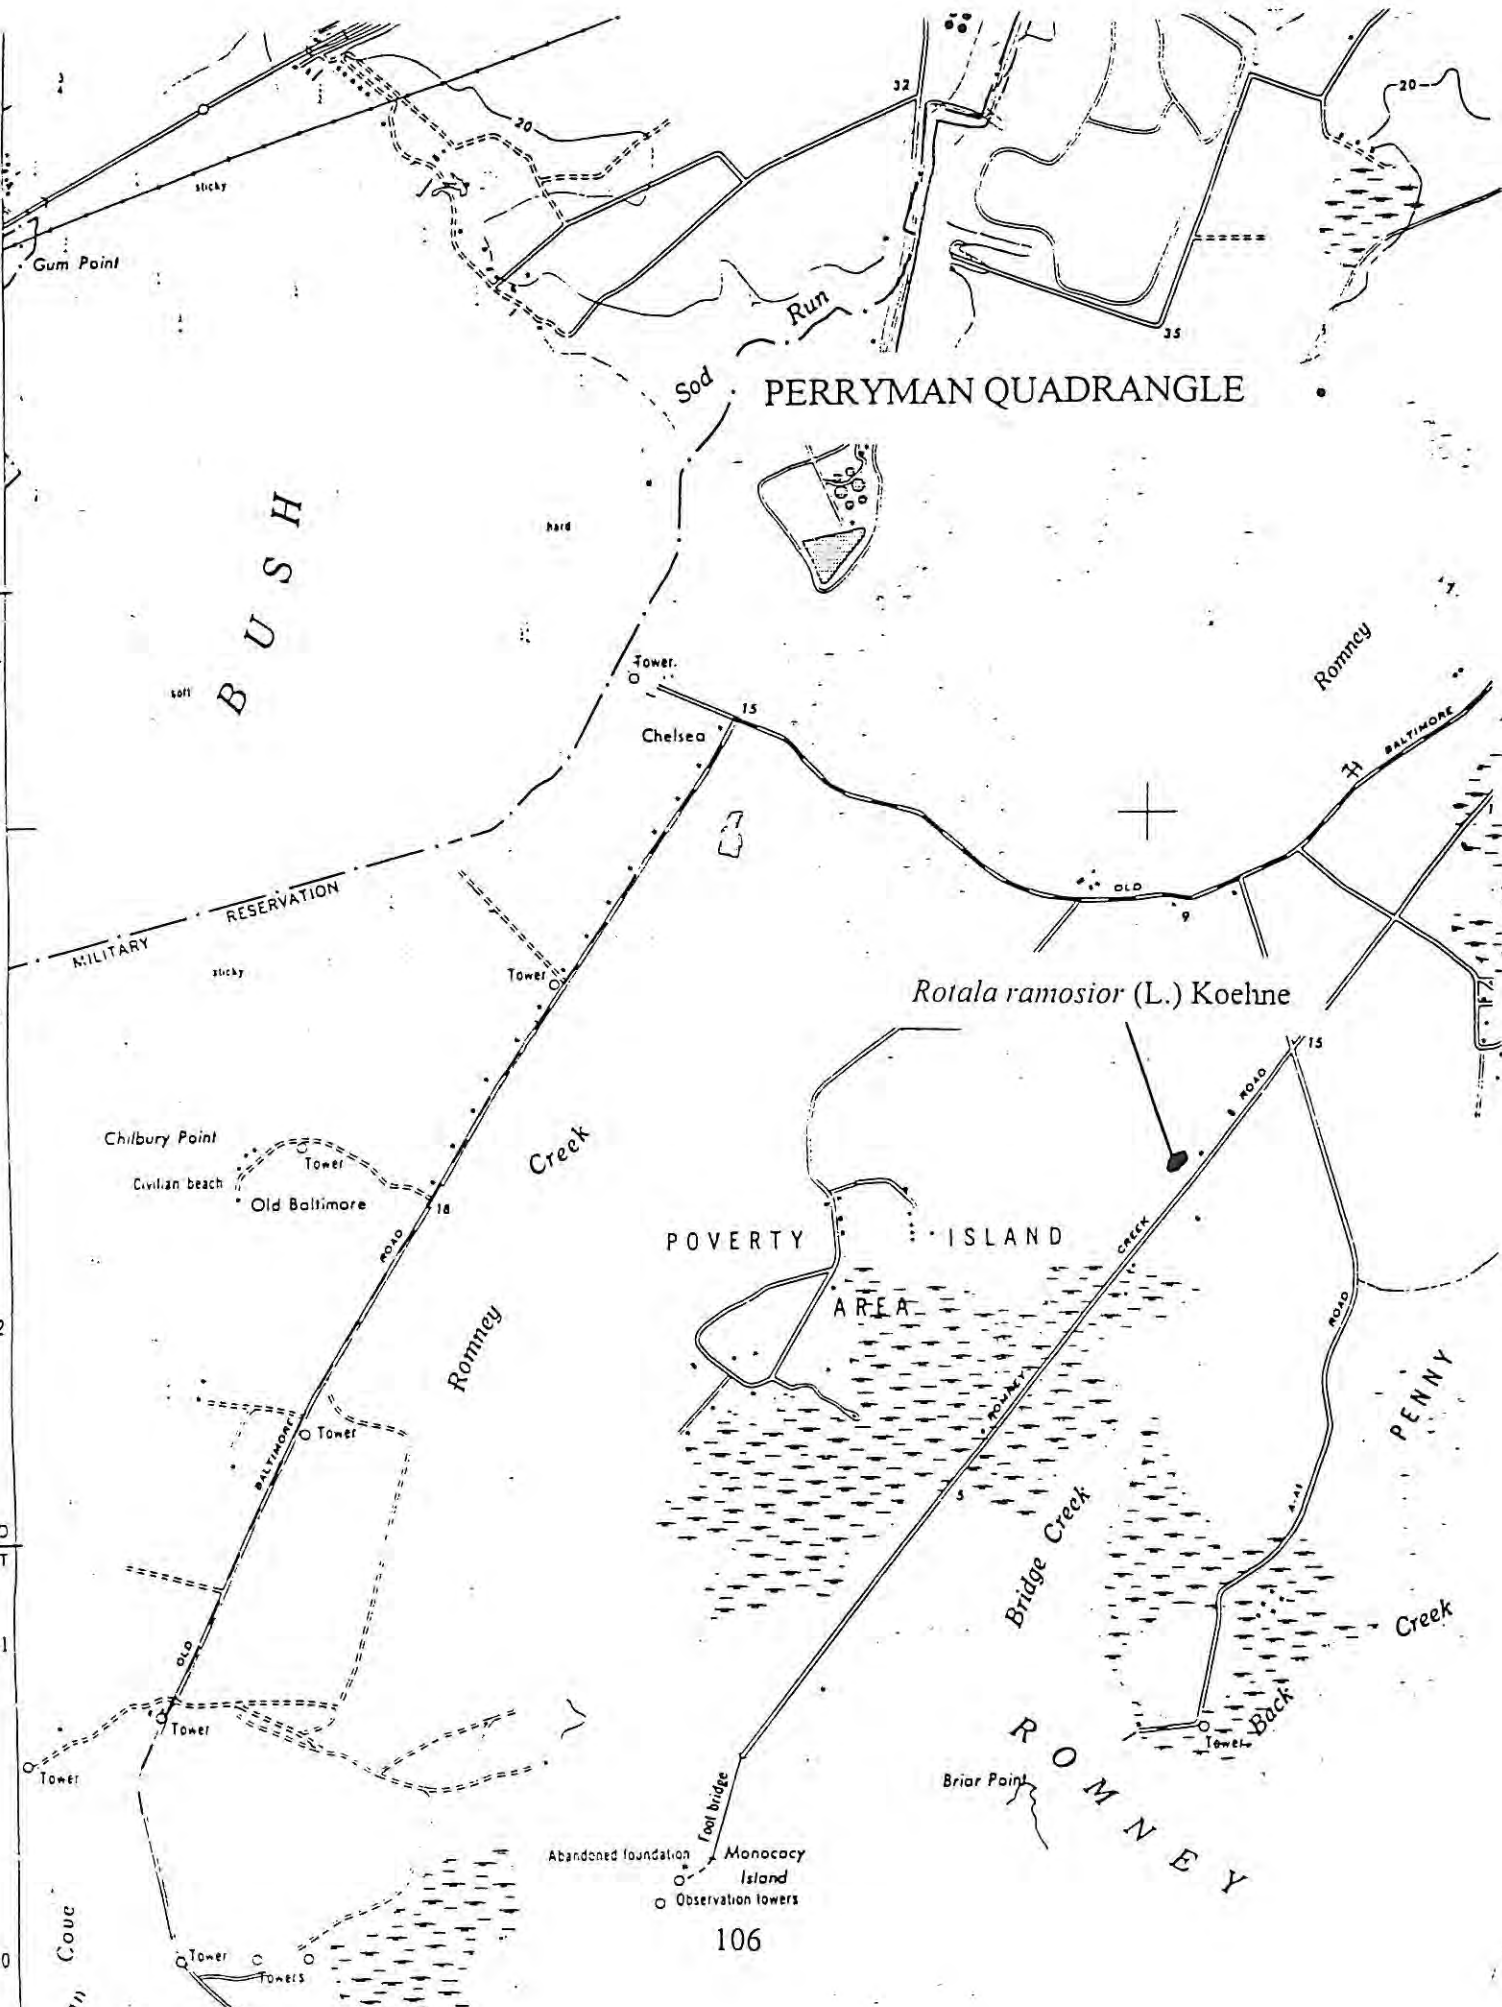 32
20
20
sticky
Gum Point
Run
35
Sod
PERRYMAN QUADRANGLE
BUSH
hard
soft
Romney
Tower
15
Chelsea
BALTIMORE
OLD
9
MILITARY RESERVATION
sticky
Tower
Rotala ramosior (L.) Koehne
15
ROAD
Chilbury Point
Creek
Tower
Civilian beach
Old Baltimore
18
ROAD
POVERTY ISLAND
CREEK
AREA
ROAD
Romney
PENNY
ROMNEY
BALTIMORE
Tower
5
Bridge Creek
Creek
OLD
Tower
Back
Tower
Tower
ROMNEY
Briar Point
Foot bridge
Abandoned foundation
Monococy
Island
Observation towers
106
Cove
Tower
Towers